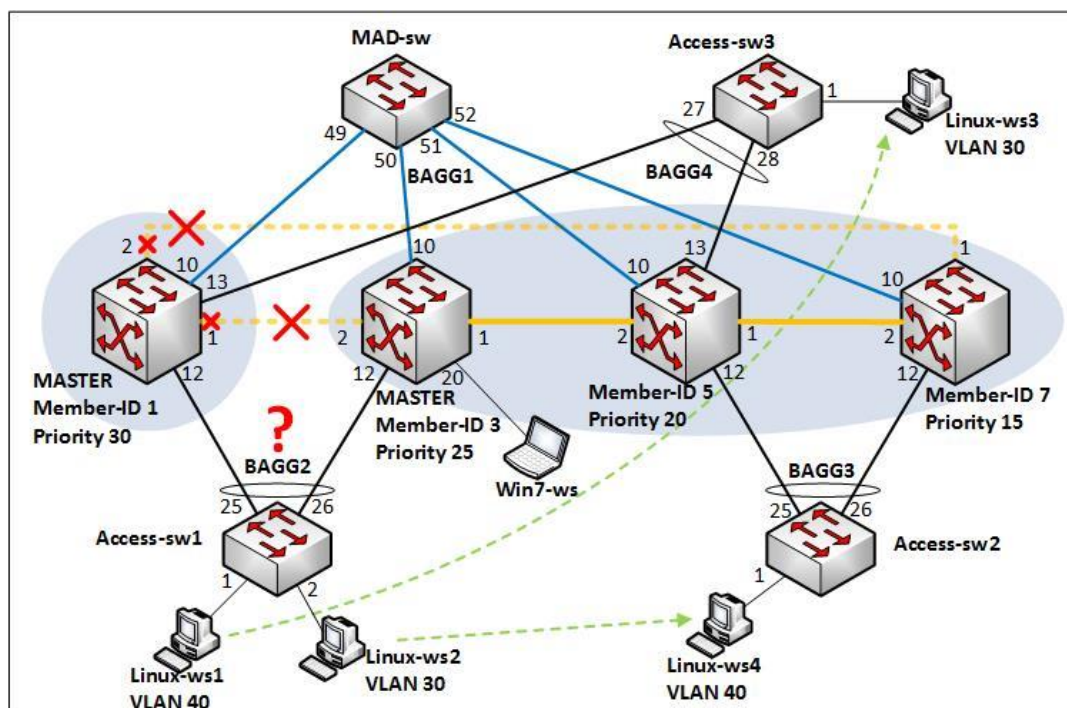 MAD-sw
Access-sw3
1
49
50
51
52
27
28
Linux-ws3
VLAN 30
BAGG1
BAGG4
2
10
13
10
13
10
1
10
1
2
1
2
1
2
12
12
20
12
12
MASTER
Member-ID 1
Priority 30
MASTER
Member-ID 3
Priority 25
Member-ID 5
Priority 20
Member-ID 7
Priority 15
?
BAGG2
Win7-ws
BAGG3
25
26
25
26
Access-sw1
Access-sw2
1
2
1
Linux-ws1
VLAN 40
Linux-ws2
VLAN 30
Linux-ws4
VLAN 40